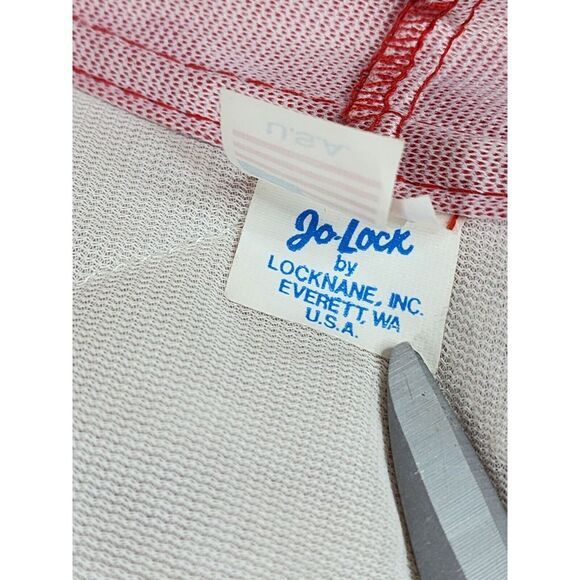 U.S.A.
Jo-Lock
by
LOCKNANE, INC.
EVERETT, WA
U.S.A.